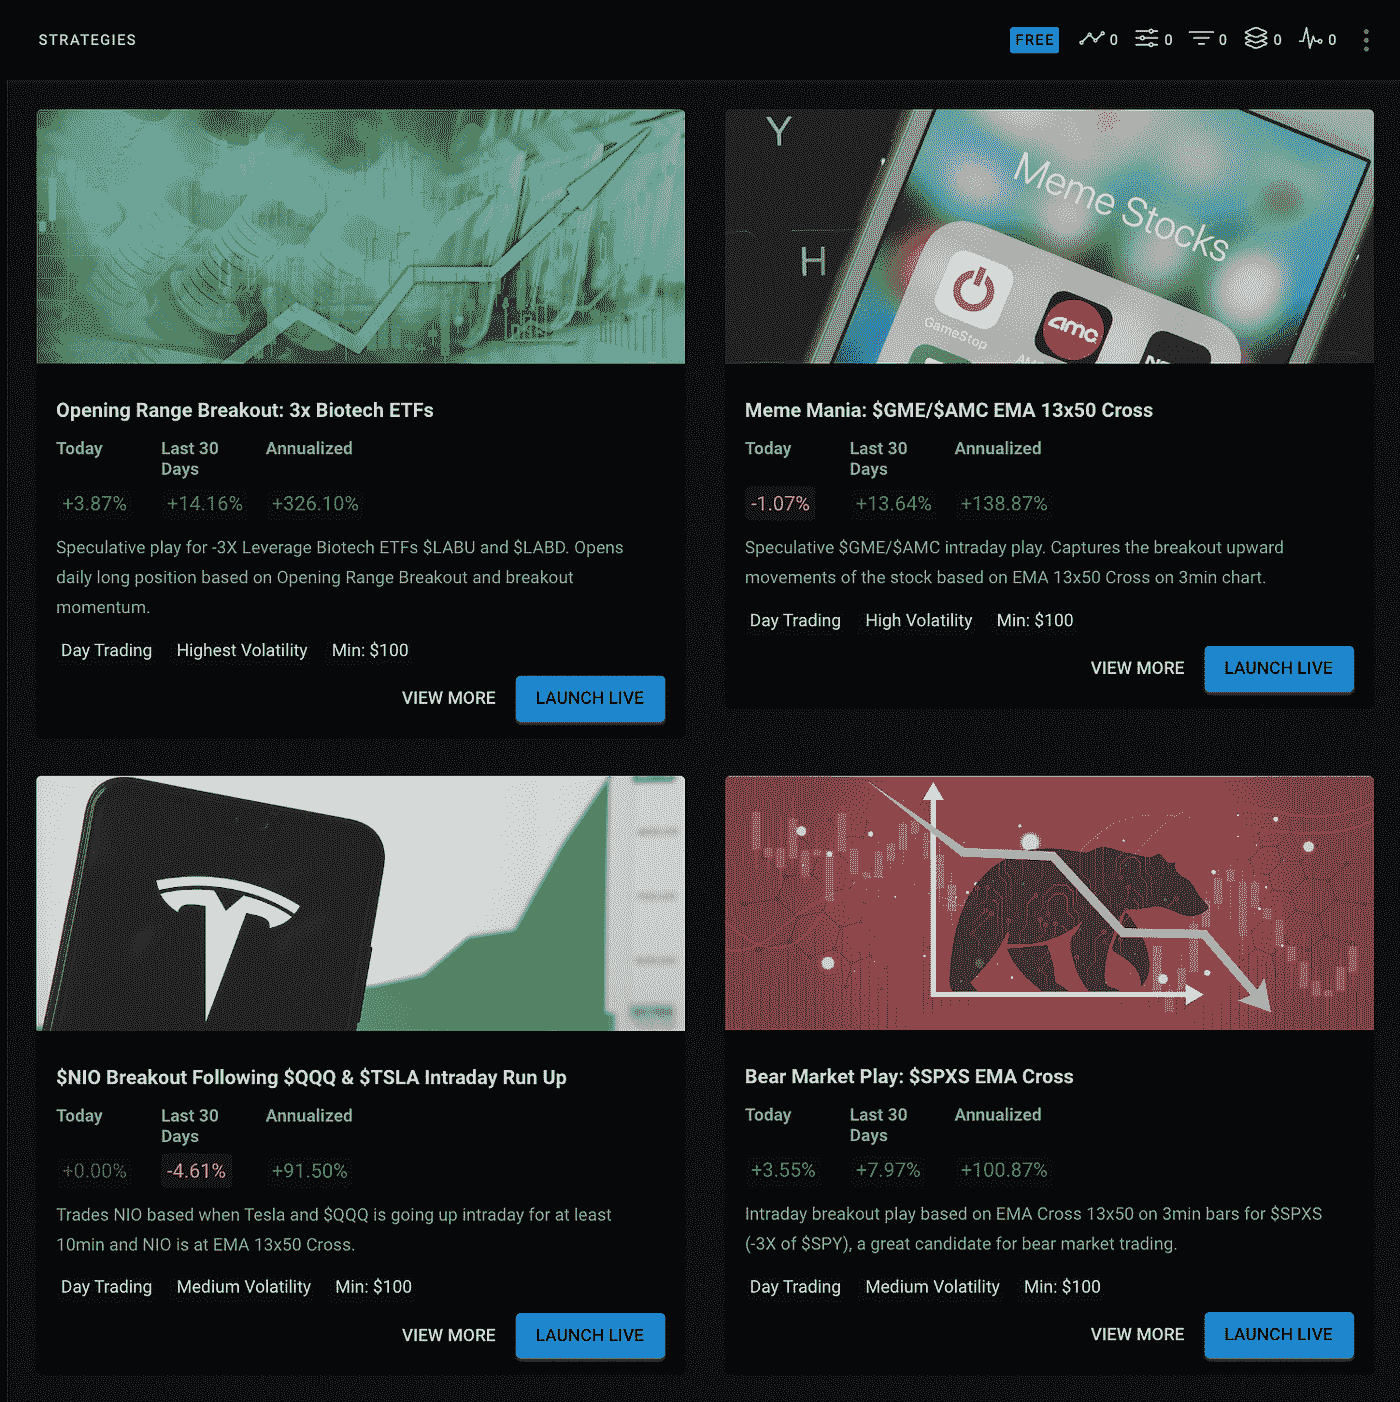 STRATEGIES
FREE 0 0 0 0 0
Y
H
Meme Stocks
GameStop
amc
Opening Range Breakout: 3x Biotech ETFs
Today Last 30 Days Annualized
+3.87% +14.16% +326.10%
Speculative play for -3X Leverage Biotech ETFs $LABU and $LABD. Opens
daily long position based on Opening Range Breakout and breakout
momentum.
Day Trading Highest Volatility Min: $100
VIEW MORE LAUNCH LIVE
Meme Mania: $GME/$AMC EMA 13x50 Cross
Today Last 30 Days Annualized
-1.07% +13.64% +138.87%
Speculative $GME/$AMC intraday play. Captures the breakout upward
movements of the stock based on EMA 13x50 Cross on 3min chart.
Day Trading High Volatility Min: $100
VIEW MORE LAUNCH LIVE
$NIO Breakout Following $QQQ & $TSLA Intraday Run Up
Today Last 30 Days Annualized
+0.00% -4.61% +91.50%
Trades NIO based when Tesla and $QQQ is going up intraday for at least
10min and NIO is at EMA 13x50 Cross.
Day Trading Medium Volatility Min: $100
VIEW MORE LAUNCH LIVE
Bear Market Play: $SPXS EMA Cross
Today Last 30 Days Annualized
+3.55% +7.97% +100.87%
Intraday breakout play based on EMA Cross 13x50 on 3min bars for $SPXS
(-3X of $SPY), a great candidate for bear market trading.
Day Trading Medium Volatility Min: $100
VIEW MORE LAUNCH LIVE